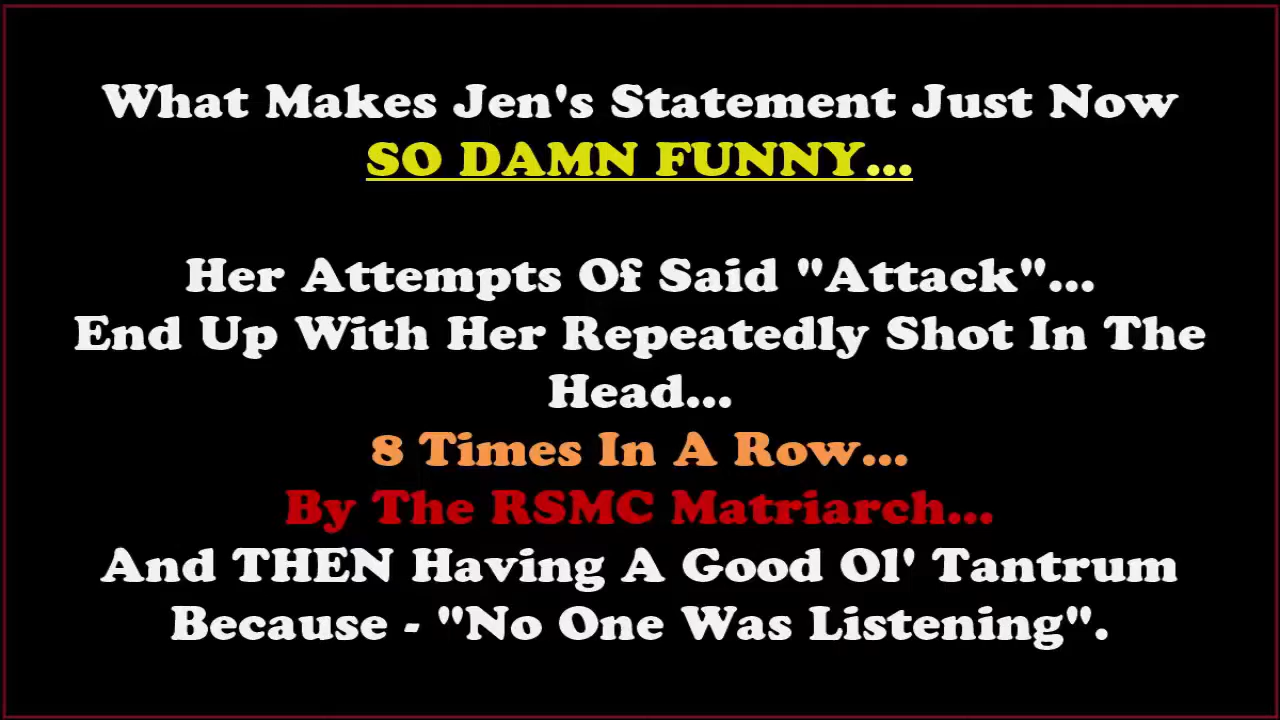 What Makes Jen's Statement Just Now
SO DAMN FUNNY...
Her Attempts Of Said "Attack"...
End Up With Her Repeatedly Shot In The
Head...
8 Times In A Row...
By The RSMC Matriarch...
And THEN Having A Good Ol' Tantrum
Because - "No One Was Listening".